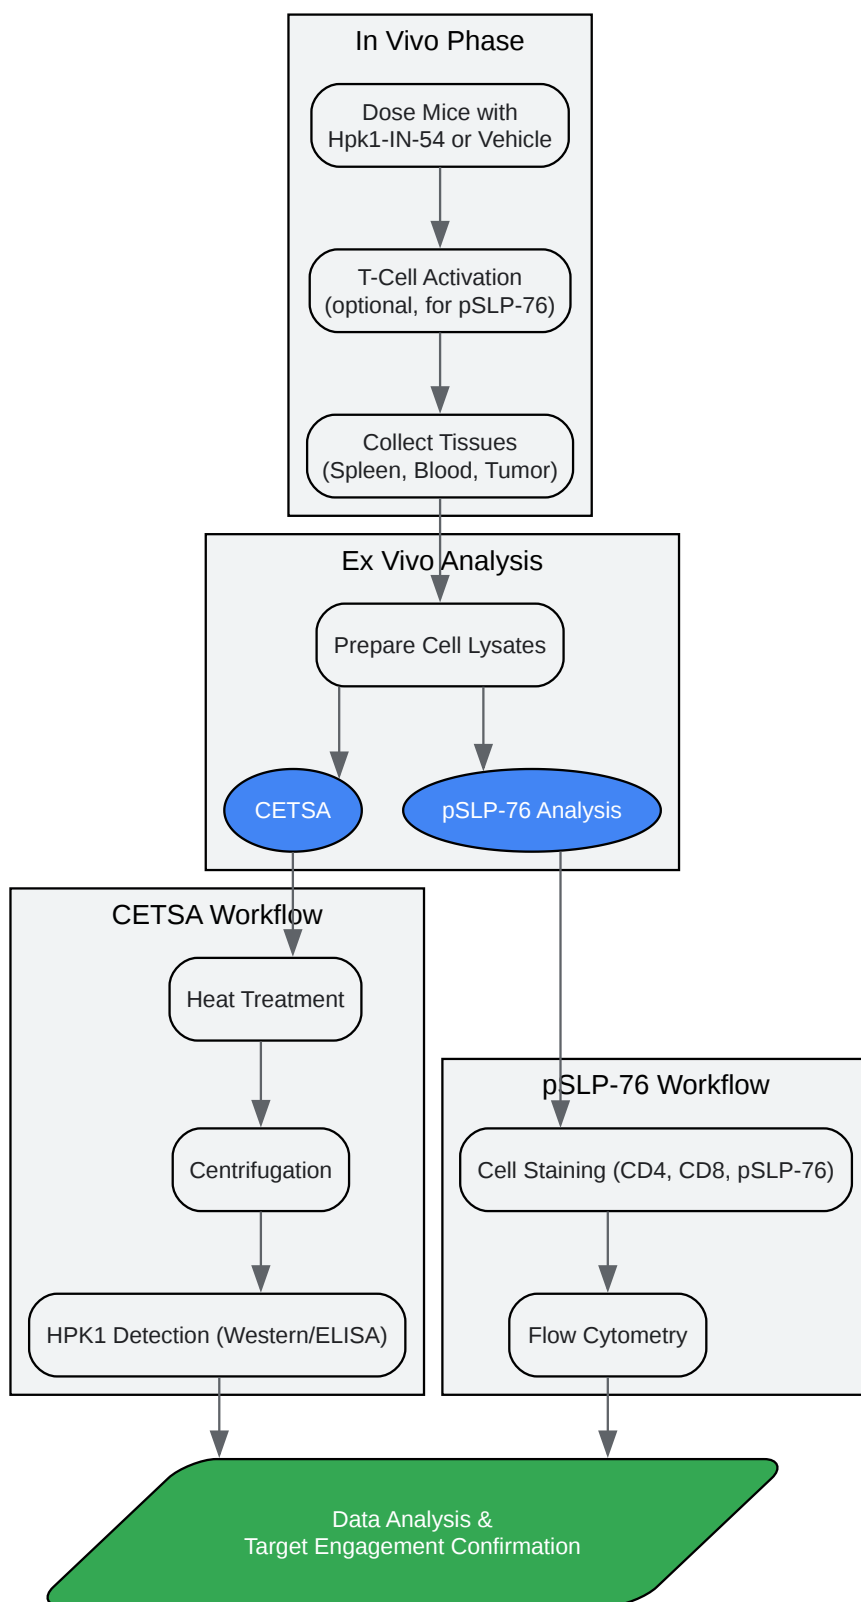 In Vivo Phase
Dose Mice with
Hpk1-IN-54 or Vehicle
T-Cell Activation
(optional, for pSLP-76)
Collect Tissues
(Spleen, Blood, Tumor)
Ex Vivo Analysis
Prepare Cell Lysates
CETSA
pSLP-76 Analysis
CETSA Workflow
Heat Treatment
Centrifugation
HPK1 Detection (Western/ELISA)
pSLP-76 Workflow
Cell Staining (CD4, CD8, pSLP-76)
Flow Cytometry
Data Analysis &
Target Engagement Confirmation